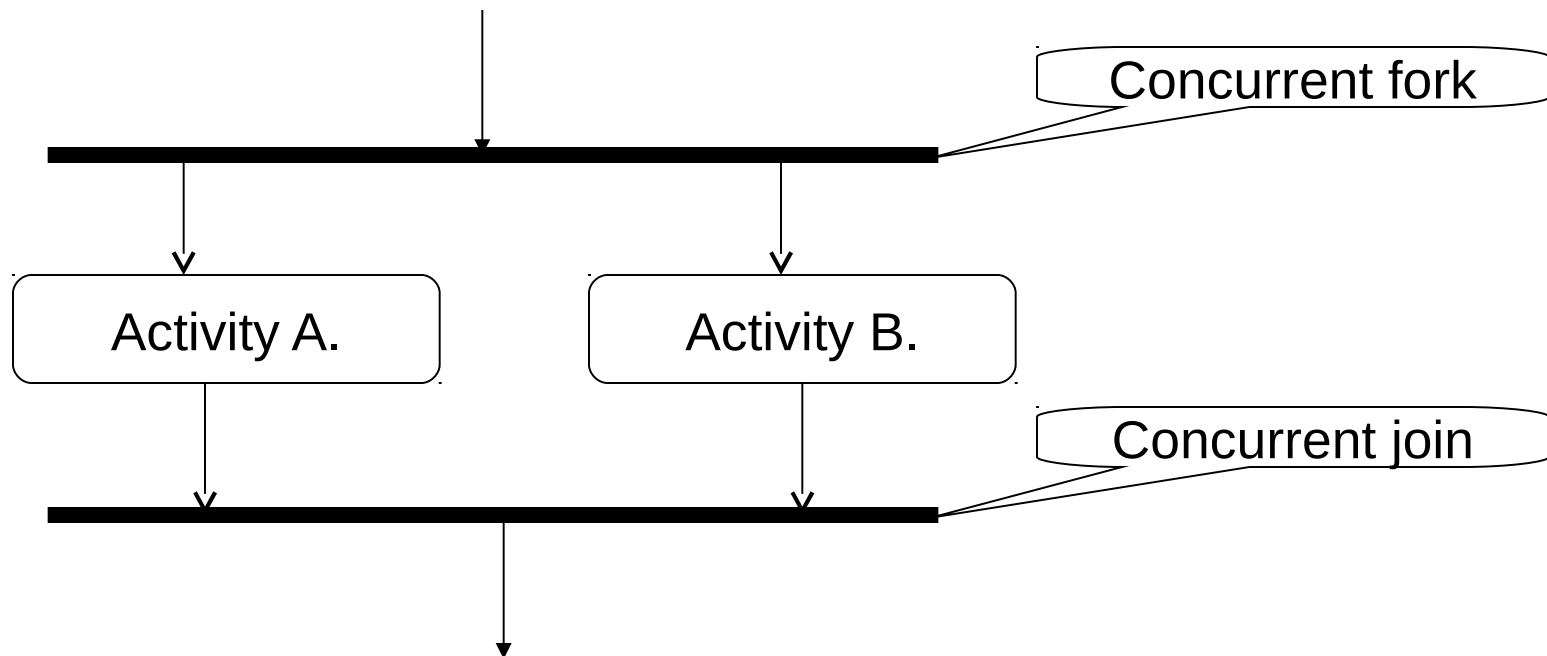 Concurrent fork
Activity A.
Activity B.
Concurrent join